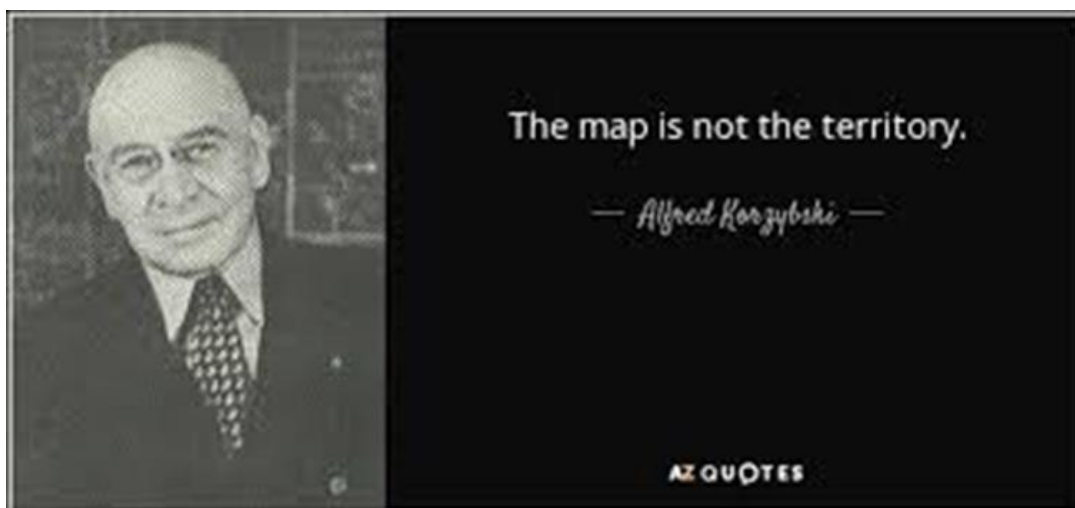 The map is not the territory.
— Alfred Korzybski —
AZ QUOTES